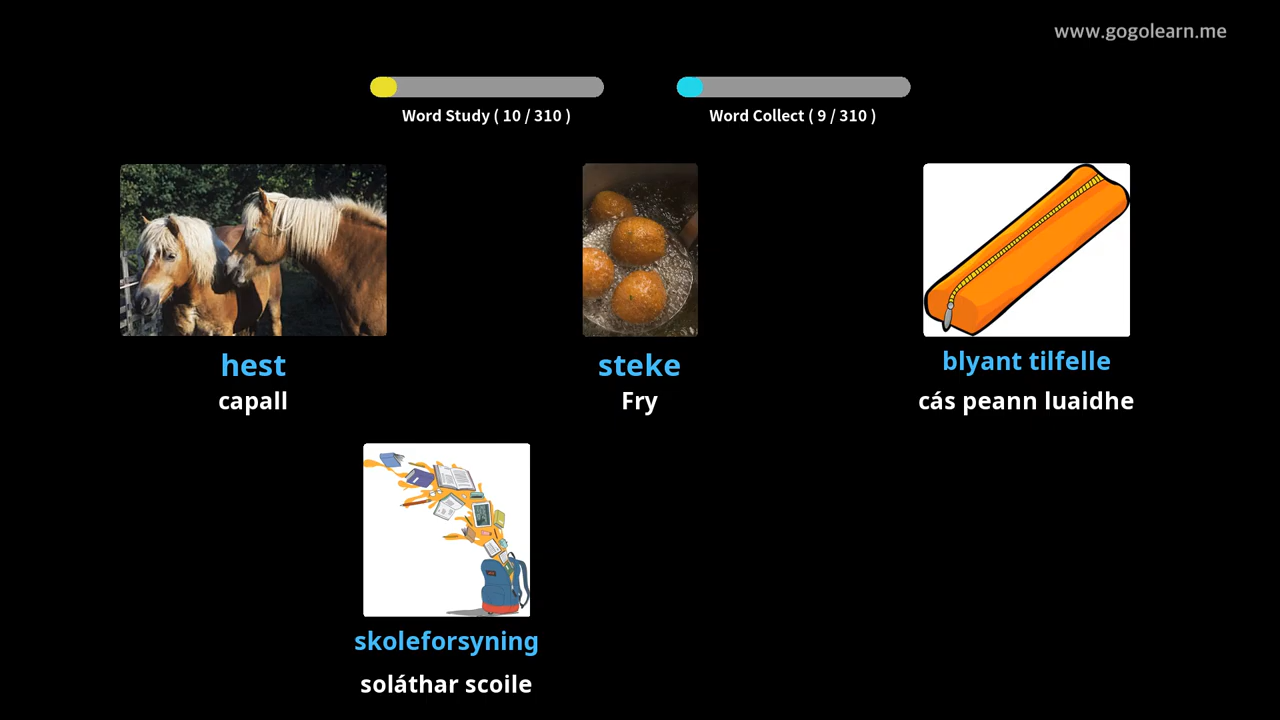 www.gogolearn.me
Word Study ( 10 / 310 )
Word Collect ( 9 / 310 )
hest
capall
steke
Fry
blyant tilfelle
cás peann luaidhe
skoleforsyning
soláthar scoile